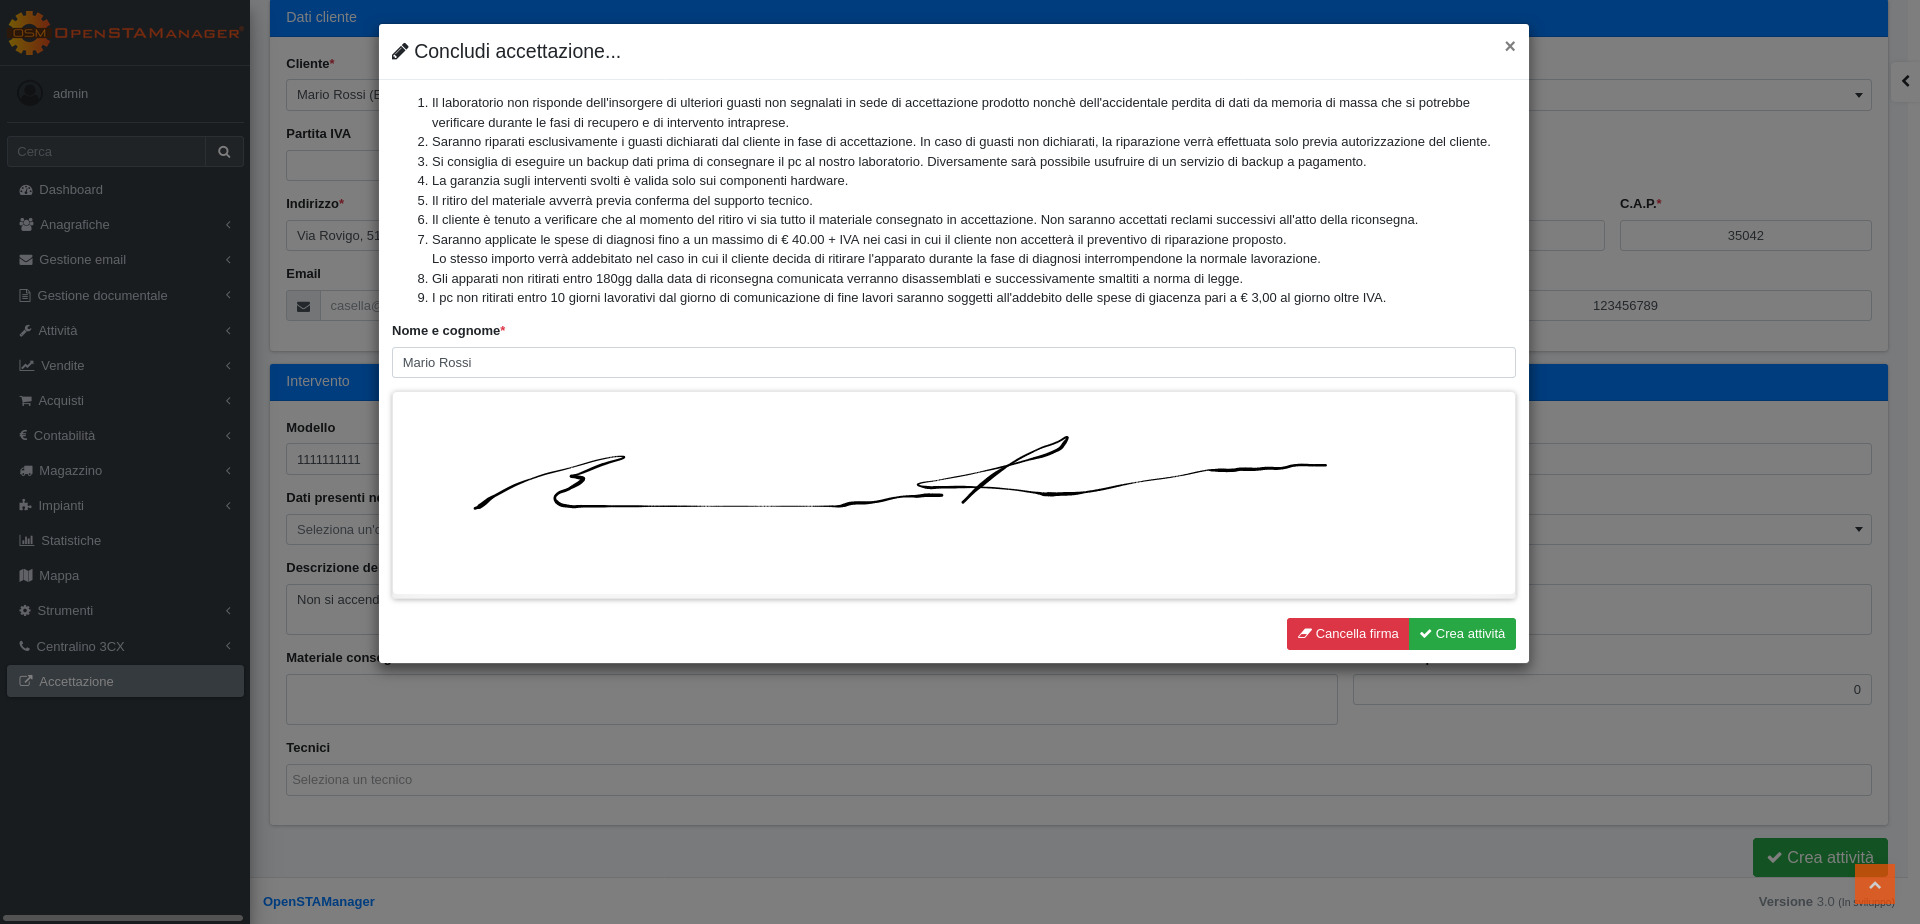 OSM OpenSTAManager
admin
Cerca
Dashboard
Anagrafiche
Gestione email
Gestione documentale
Attività
Vendite
Acquisti
Contabilità
Magazzino
Impianti
Statistiche
Mappa
Strumenti
Centralino 3CX
Accettazione
Dati cliente
Cliente*
Mario Rossi
Partita IVA
Indirizzo*
Via Rovigo, 51
C.A.P.*
35042
Email
casella@
123456789
Intervento
Modello
1111111111
Dati presenti
Seleziona
Descrizione
Non si accend
Materiale
0
Tecnici
Seleziona un tecnico
Crea attività
OpenSTAManager
Versione 3.0 (In sviluppo)
Concludi accettazione...
×
1. Il laboratorio non risponde dell'insorgere di ulteriori guasti non segnalati in sede di accettazione prodotto nonchè dell'accidentale perdita di dati da memoria di massa che si potrebbe
verificare durante le fasi di recupero e di intervento intraprese.
2. Saranno riparati esclusivamente i guasti dichiarati dal cliente in fase di accettazione. In caso di guasti non dichiarati, la riparazione verrà effettuata solo previa autorizzazione del cliente.
3. Si consiglia di eseguire un backup dati prima di consegnare il pc al nostro laboratorio. Diversamente sarà possibile usufruire di un servizio di backup a pagamento.
4. La garanzia sugli interventi svolti è valida solo sui componenti hardware.
5. Il ritiro del materiale avverrà previa conferma del supporto tecnico.
6. Il cliente è tenuto a verificare che al momento del ritiro vi sia tutto il materiale consegnato in accettazione. Non saranno accettati reclami successivi all'atto della riconsegna.
7. Saranno applicate le spese di diagnosi fino a un massimo di € 40.00 + IVA nei casi in cui il cliente non accetterà il preventivo di riparazione proposto.
Lo stesso importo verrà addebitato nel caso in cui il cliente decida di ritirare l'apparato durante la fase di diagnosi interrompendone la normale lavorazione.
8. Gli apparati non ritirati entro 180gg dalla data di riconsegna comunicata verranno disassemblati e successivamente smaltiti a norma di legge.
9. I pc non ritirati entro 10 giorni lavorativi dal giorno di comunicazione di fine lavori saranno soggetti all'addebito delle spese di giacenza pari a € 3,00 al giorno oltre IVA.
Nome e cognome*
Mario Rossi
Cancella firma
Crea attività